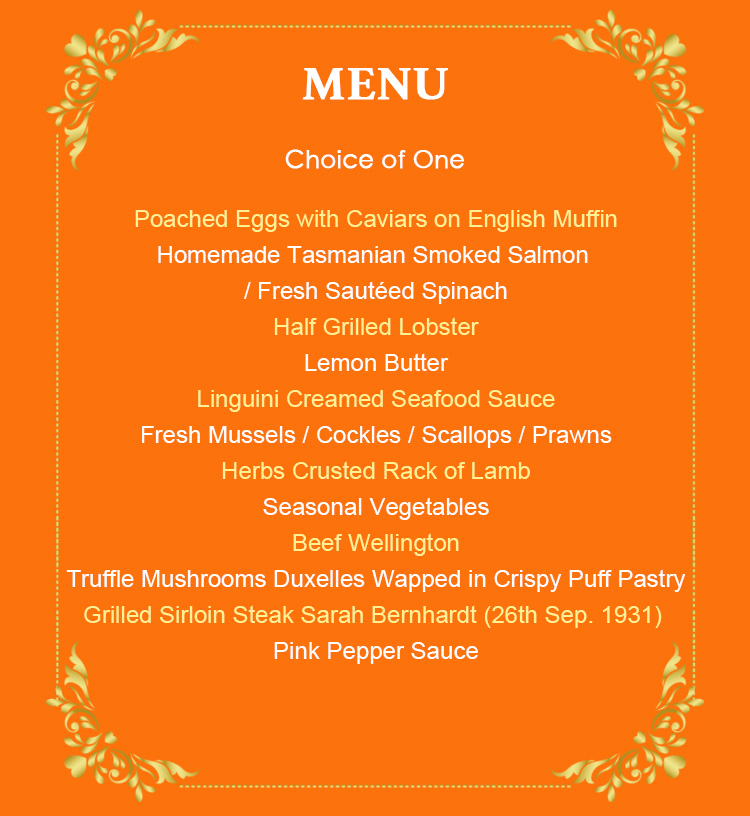 MENU
Choice of One
Poached Eggs with Caviars on English Muffin
Homemade Tasmanian Smoked Salmon
/ Fresh Sautéed Spinach
Half Grilled Lobster
Lemon Butter
Linguini Creamed Seafood Sauce
Fresh Mussels / Cockles / Scallops / Prawns
Herbs Crusted Rack of Lamb
Seasonal Vegetables
Beef Wellington
Truffle Mushrooms Duxelles Wapped in Crispy Puff Pastry
Grilled Sirloin Steak Sarah Bernhardt (26th Sep. 1931)
Pink Pepper Sauce